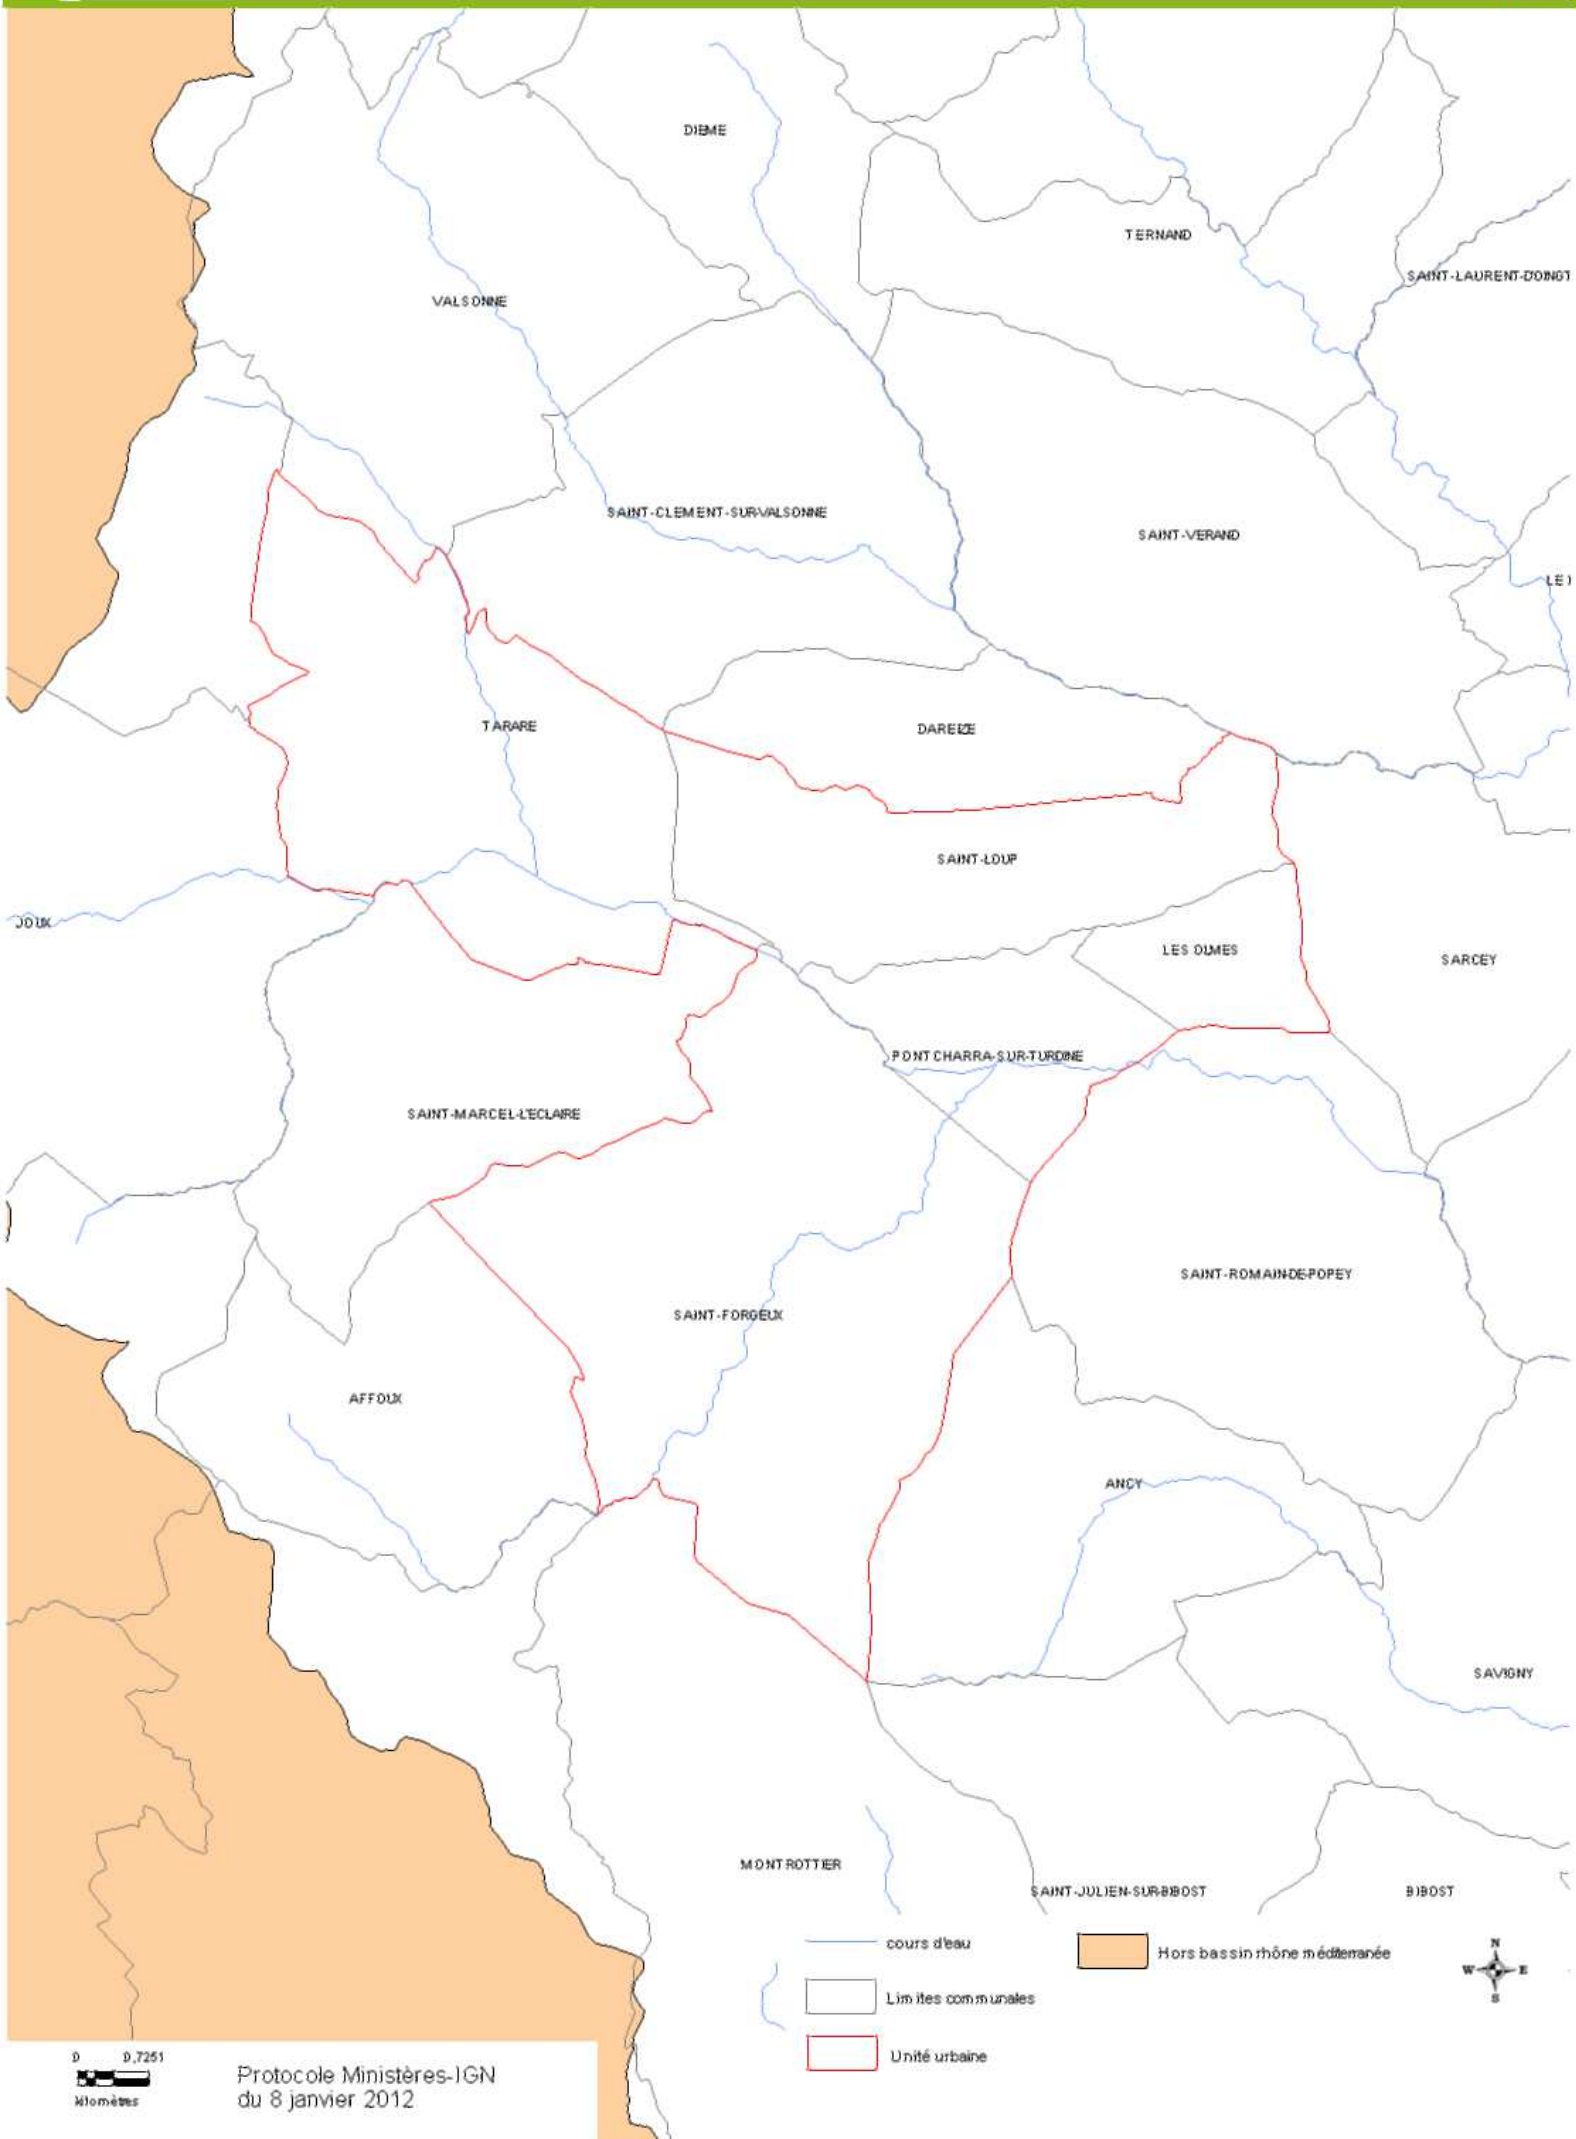 DIEME
TERNAND
SAINT-LAURENT-D'OINGT
VALSONNE
SAINT-CLEMENT-SUR-VALSONNE
SAINT-VERAND
LE
TARARE
DAREIZE
SAINT-LOUP
JOUX
LES OLMES
SARCEY
PONTCHARRA-SUR-TURDINE
SAINT-MARCEL-L'ECLAIRE
SAINT-ROMAIN-DE-POPEY
SAINT-FORGEUX
AFFOUX
ANCY
SAVIGNY
MONTROTTIER
SAINT-JULIEN-SUR-BIBOST
BIBOST
cours d'eau
Hors bassin rhône méditerranée
Limites communales
Unité urbaine
N
W E
S
0 0,7251
kilomètres
Protocole Ministères-IGN
du 8 janvier 2012